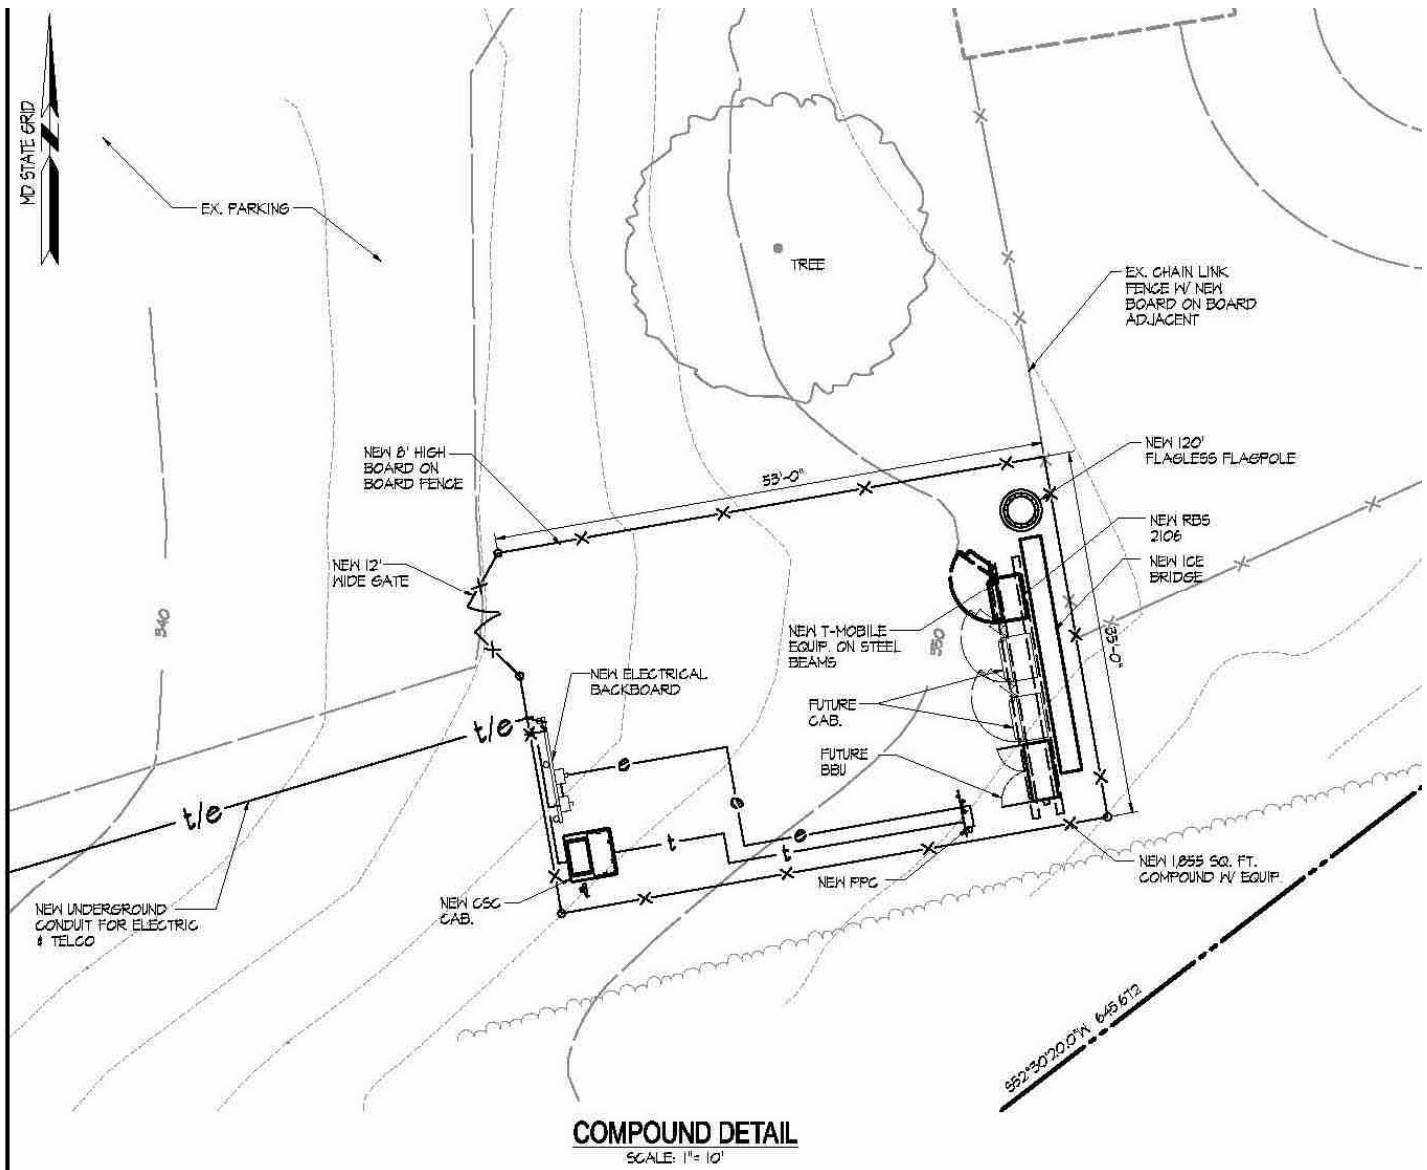 MD STATE GRID
EX. PARKING
TREE
EX. CHAIN LINK
FENCE W/ NEW
BOARD ON BOARD
ADJACENT
NEW 8' HIGH
BOARD ON
BOARD FENCE
53'-0"
NEW 120'
FLAGLESS FLAGPOLE
NEW RBS
2106
NEW ICE
BRIDGE
NEW 12'
WIDE GATE
540
NEW T-MOBILE
EQUIP. ON STEEL
BEAMS
550
35'-0"
NEW ELECTRICAL
BACKBOARD
FUTURE
CAB.
FUTURE
BBU
t/e
t/e
e
e
e
t
t
NEW PPC
NEW 1,855 SQ. FT.
COMPOUND W/ EQUIP.
NEW CSC
CAB.
NEW UNDERGROUND
CONDUIT FOR ELECTRIC
& TELCO
S52°30'20.0"W 645.672
COMPOUND DETAIL
SCALE: 1"= 10'